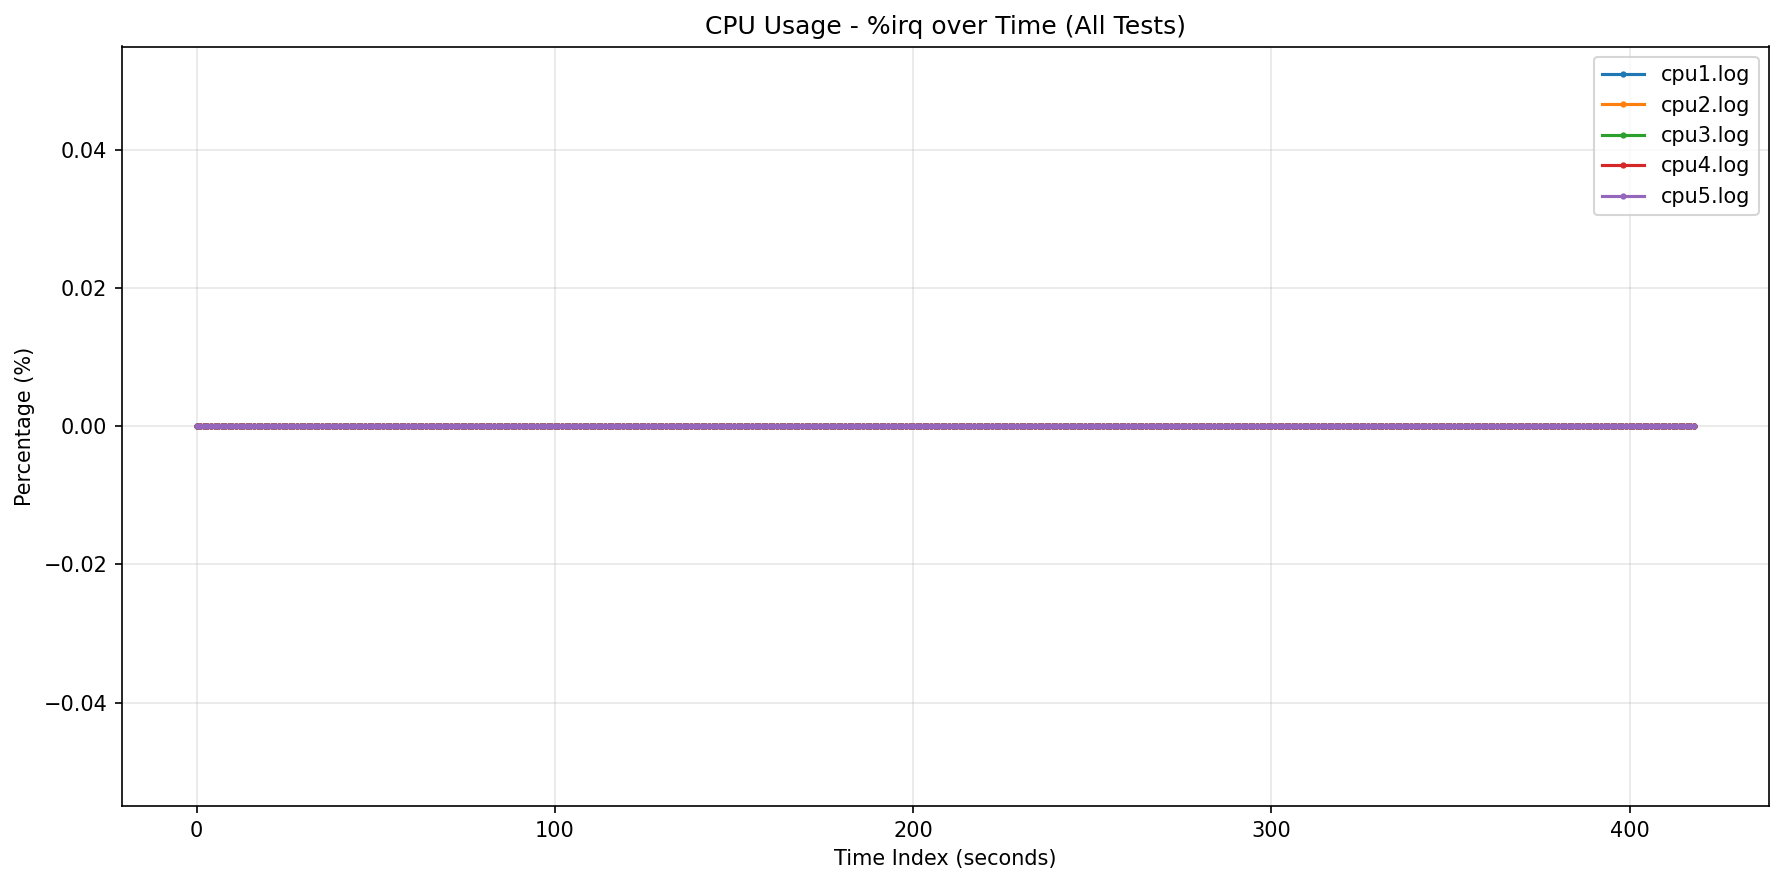 CPU Usage - %irq over Time (All Tests)
cpu1.log
cpu2.log
cpu3.log
cpu4.log
cpu5.log
Percentage (%)
0.04
0.02
0.00
−0.02
−0.04
0
100
200
300
400
Time Index (seconds)